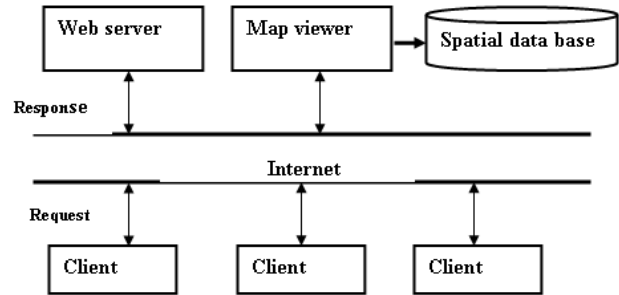 Web server
Map viewer
Spatial data base
Response
Internet
Request
Client
Client
Client